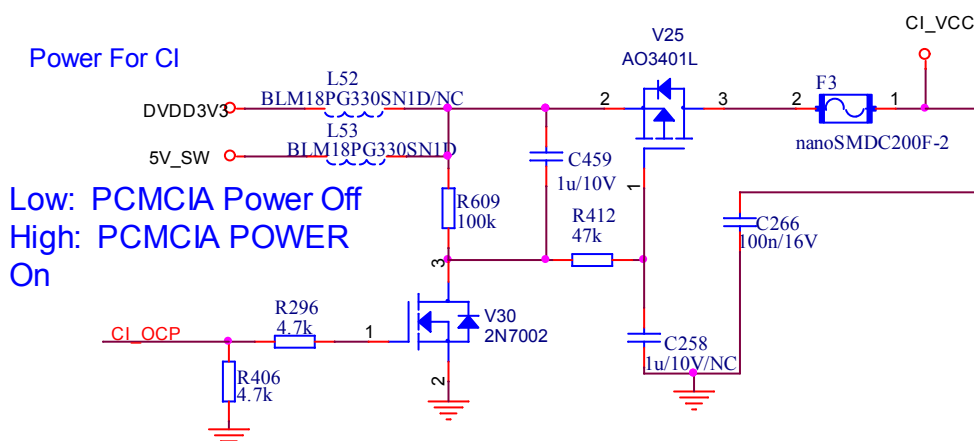 CI_VCC
V25
AO3401L
Power For CI
L52
BLM18PG330SN1D/NC
F3
2
3
2
1
DVDD3V3
L53
BLM18PG330SN1D
nanoSMDC200F-2
5V_SW
C459
1u/10V
1
Low: PCMCIA Power Off
High: PCMCIA POWER
On
R609
100k
R412
47k
C266
100n/16V
3
R296
4.7k
1
V30
2N7002
CI_OCP
C258
1u/10V/NC
R406
4.7k
2